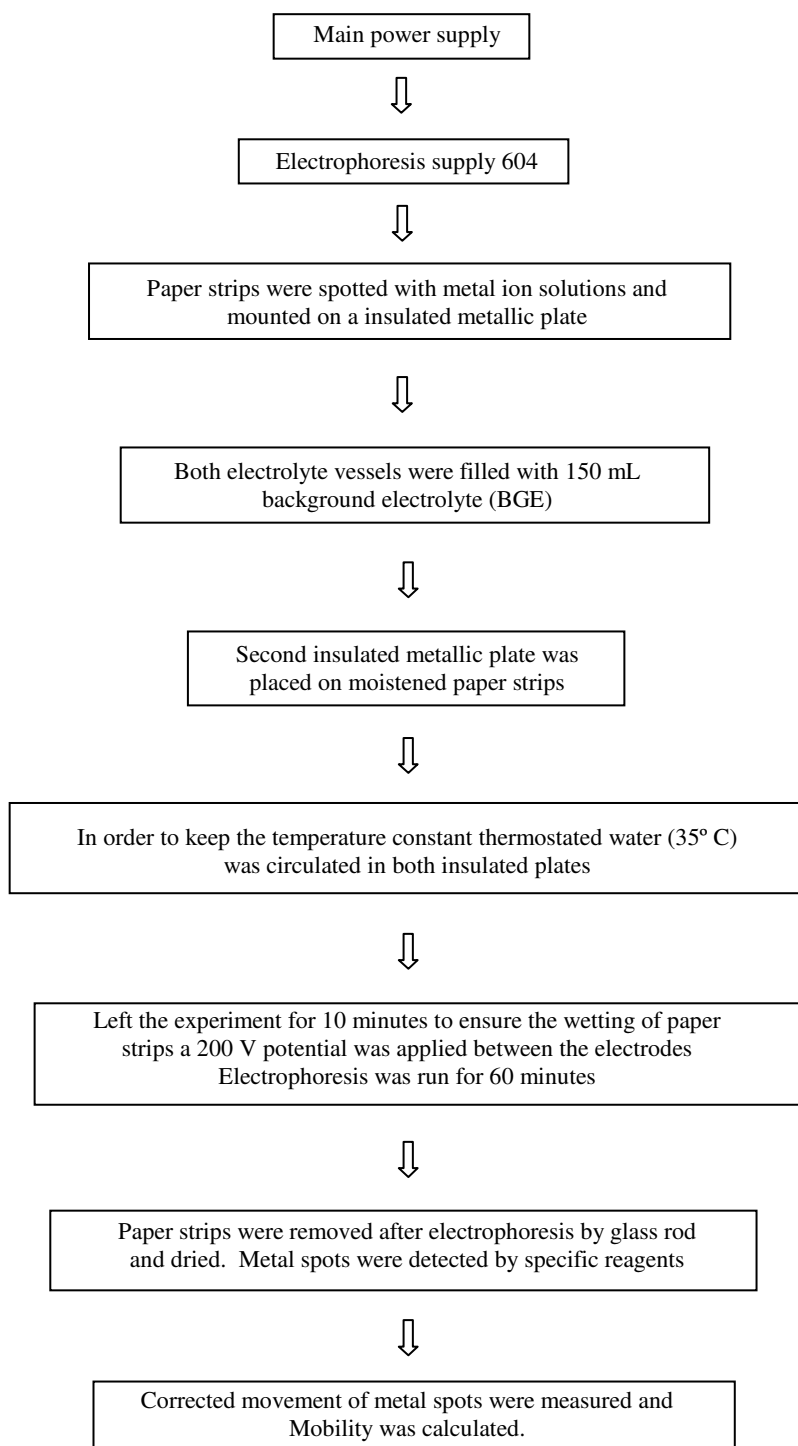 Main power supply
Electrophoresis supply 604
Paper strips were spotted with metal ion solutions and
mounted on a insulated metallic plate
Both electrolyte vessels were filled with 150 mL
background electrolyte (BGE)
Second insulated metallic plate was
placed on moistened paper strips
In order to keep the temperature constant thermostated water (35º C)
was circulated in both insulated plates
Left the experiment for 10 minutes to ensure the wetting of paper
strips a 200 V potential was applied between the electrodes
Electrophoresis was run for 60 minutes
Paper strips were removed after electrophoresis by glass rod
and dried. Metal spots were detected by specific reagents
Corrected movement of metal spots were measured and
Mobility was calculated.